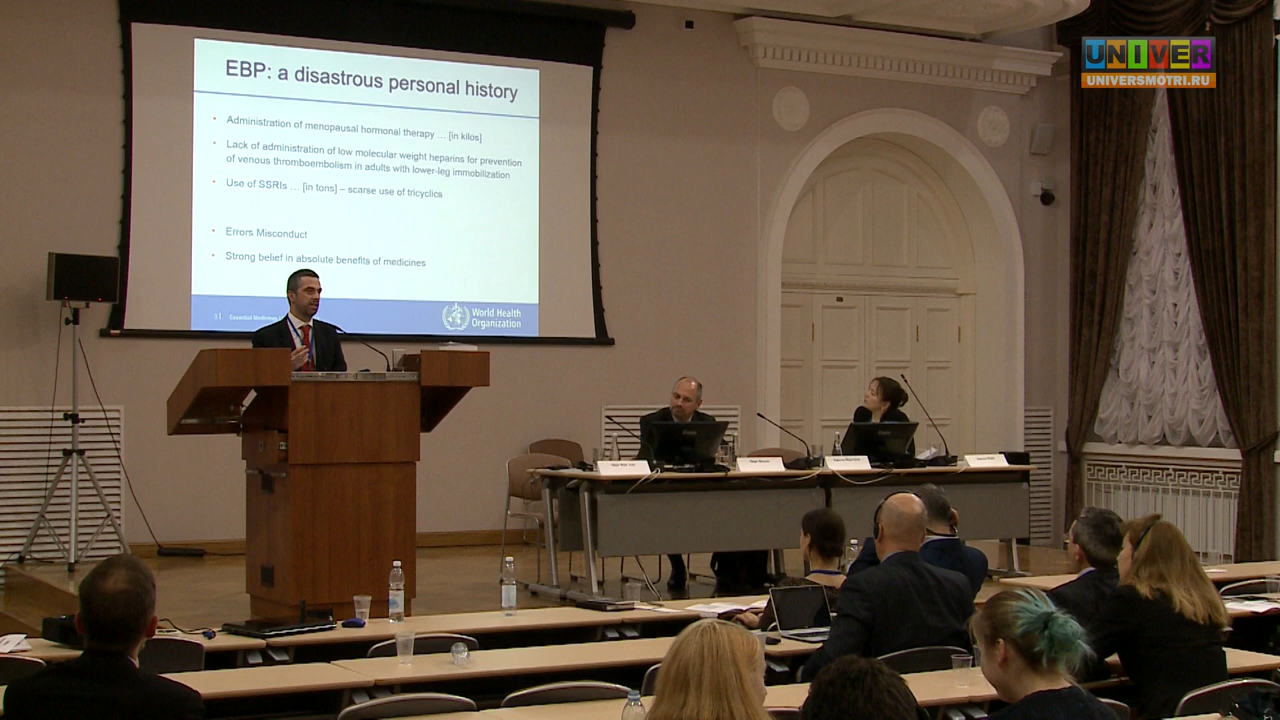 UNIVER
UNIVERSMOTRI.RU
EBP: a disastrous personal history
• Administration of menopausal hormonal therapy … [in kilos]
• Lack of administration of low molecular weight heparins for prevention
of venous thromboembolism in adults with lower-leg immobilization
• Use of SSRIs … [in tons] – scarse use of tricyclics
• Errors Misconduct
• Strong belief in absolute benefits of medicines
Essential Medicines
World Health
Organization